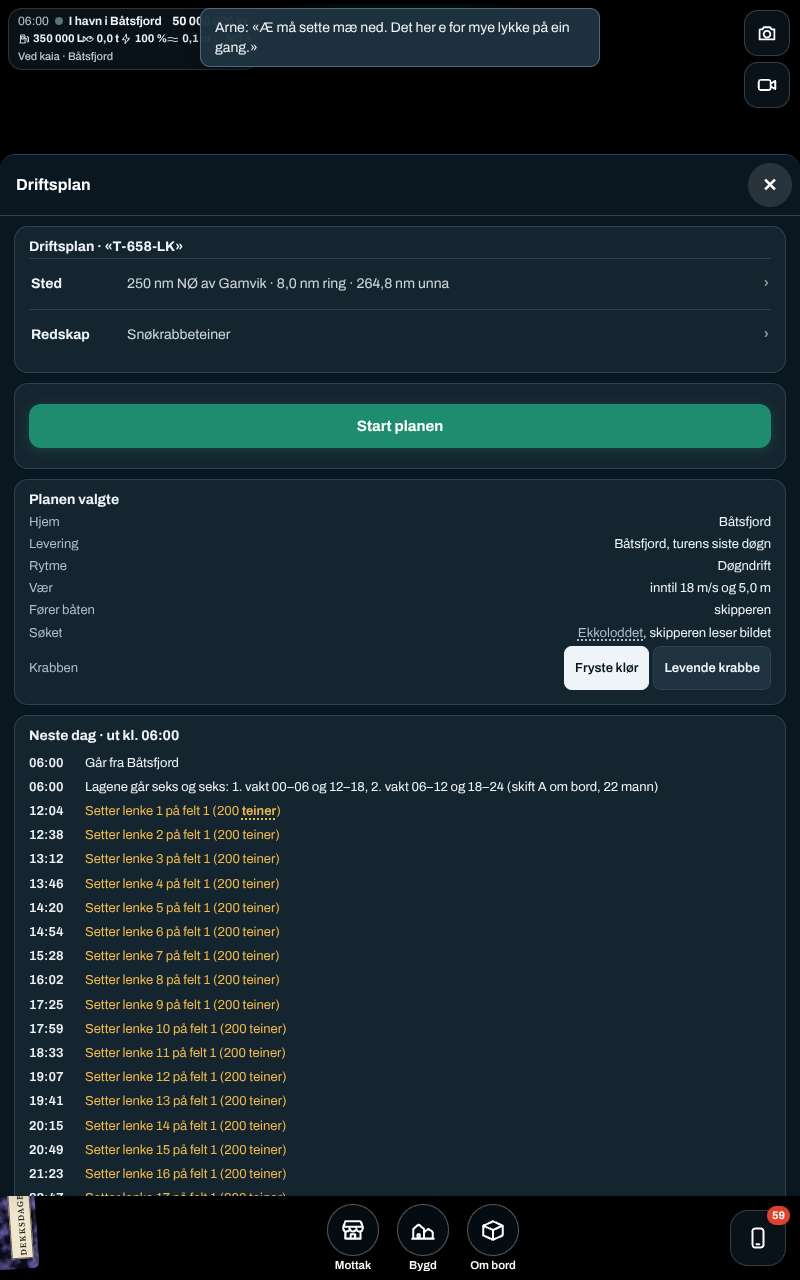 06:00 I havn i Båtsfjord 50 00
350 000 L 0,0 t 100 % 0,1
Ved kaia · Båtsfjord
Arne: «Æ må sette mæ ned. Det her e for mye lykke på ein
gang.»
Driftsplan
Driftsplan · «T-658-LK»
Sted 250 nm NØ av Gamvik · 8,0 nm ring · 264,8 nm unna
Redskap Snøkrabbeteiner
Start planen
Planen valgte
Hjem Båtsfjord
Levering Båtsfjord, turens siste døgn
Rytme Døgndrift
Vær inntil 18 m/s og 5,0 m
Fører båten skipperen
Søket Ekkoloddet, skipperen leser bildet
Krabben Fryste klør Levende krabbe
Neste dag · ut kl. 06:00
06:00 Går fra Båtsfjord
06:00 Lagene går seks og seks: 1. vakt 00–06 og 12–18, 2. vakt 06–12 og 18–24 (skift A om bord, 22 mann)
12:04 Setter lenke 1 på felt 1 (200 teiner)
12:38 Setter lenke 2 på felt 1 (200 teiner)
13:12 Setter lenke 3 på felt 1 (200 teiner)
13:46 Setter lenke 4 på felt 1 (200 teiner)
14:20 Setter lenke 5 på felt 1 (200 teiner)
14:54 Setter lenke 6 på felt 1 (200 teiner)
15:28 Setter lenke 7 på felt 1 (200 teiner)
16:02 Setter lenke 8 på felt 1 (200 teiner)
17:25 Setter lenke 9 på felt 1 (200 teiner)
17:59 Setter lenke 10 på felt 1 (200 teiner)
18:33 Setter lenke 11 på felt 1 (200 teiner)
19:07 Setter lenke 12 på felt 1 (200 teiner)
19:41 Setter lenke 13 på felt 1 (200 teiner)
20:15 Setter lenke 14 på felt 1 (200 teiner)
20:49 Setter lenke 15 på felt 1 (200 teiner)
21:23 Setter lenke 16 på felt 1 (200 teiner)
DEKKSDAGE
Mottak
Bygd
Om bord
59